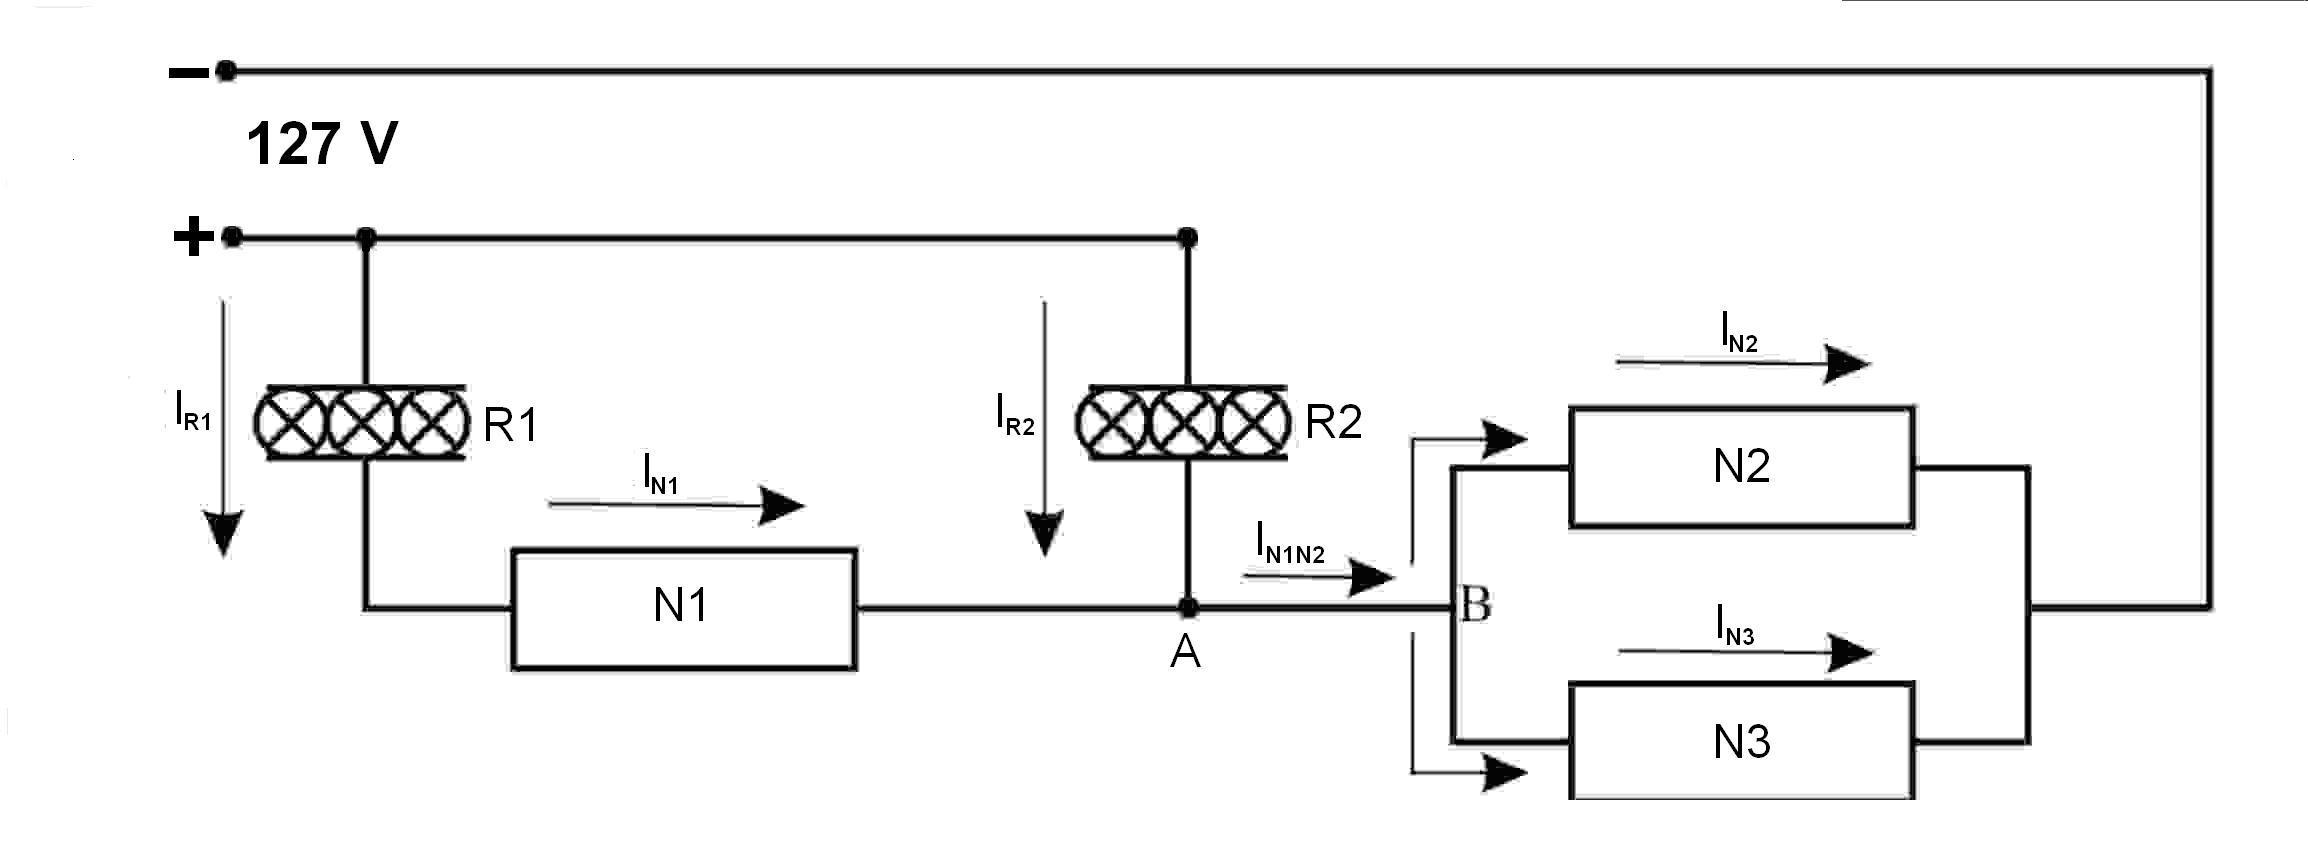 −
127 V
+
IR1
R1
IN1
N1
IR2
R2
A
IN1N2
B
IN2
N2
IN3
N3